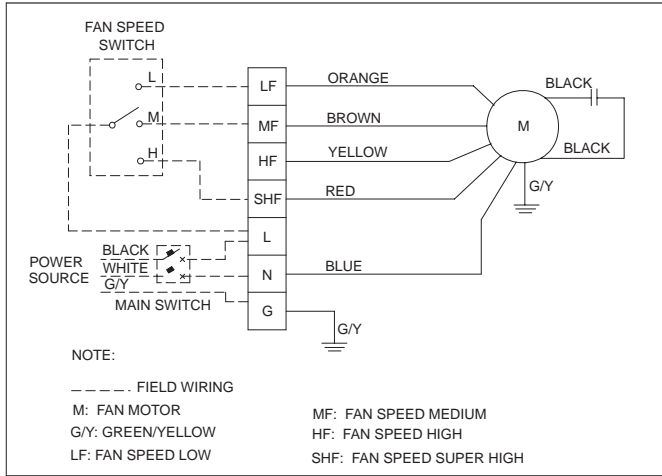 FAN SPEED
SWITCH
L
M
H
LF
MF
HF
SHF
L
N
G
ORANGE
BROWN
YELLOW
RED
BLUE
BLACK
M
BLACK
G/Y
POWER
SOURCE
BLACK
WHITE
G/Y
MAIN SWITCH
G/Y
NOTE:
FIELD WIRING
M: FAN MOTOR
G/Y: GREEN/YELLOW
LF: FAN SPEED LOW
MF: FAN SPEED MEDIUM
HF: FAN SPEED HIGH
SHF: FAN SPEED SUPER HIGH